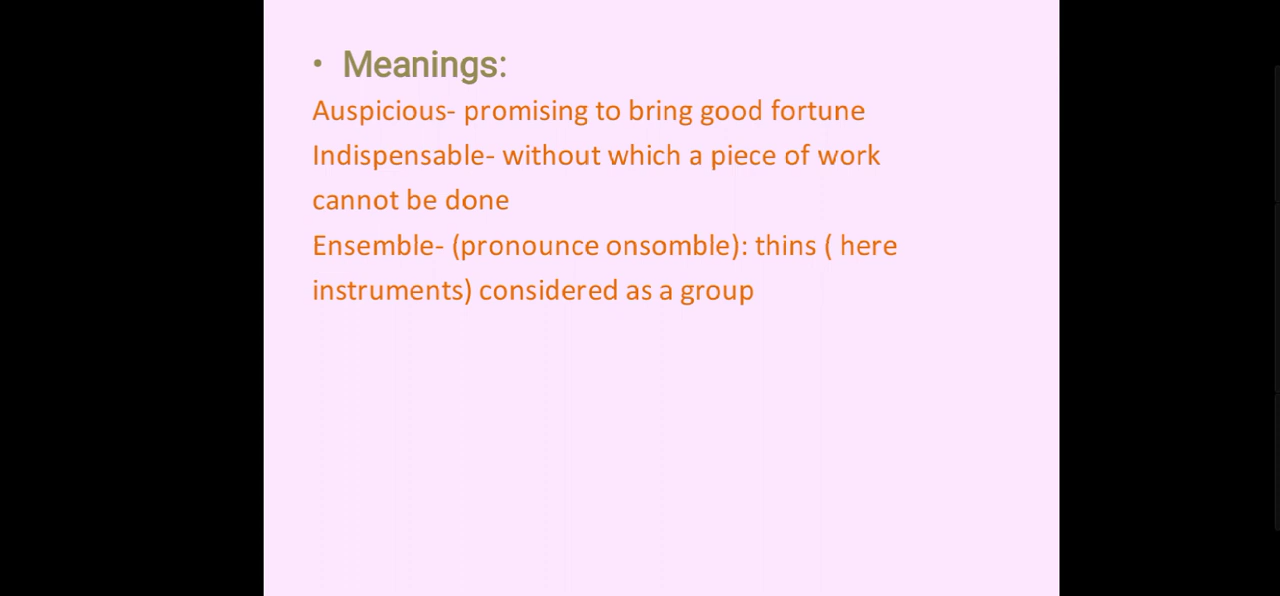 • Meanings:
Auspicious- promising to bring good fortune
Indispensable- without which a piece of work
cannot be done
Ensemble- (pronounce onsomble): thins ( here
instruments) considered as a group